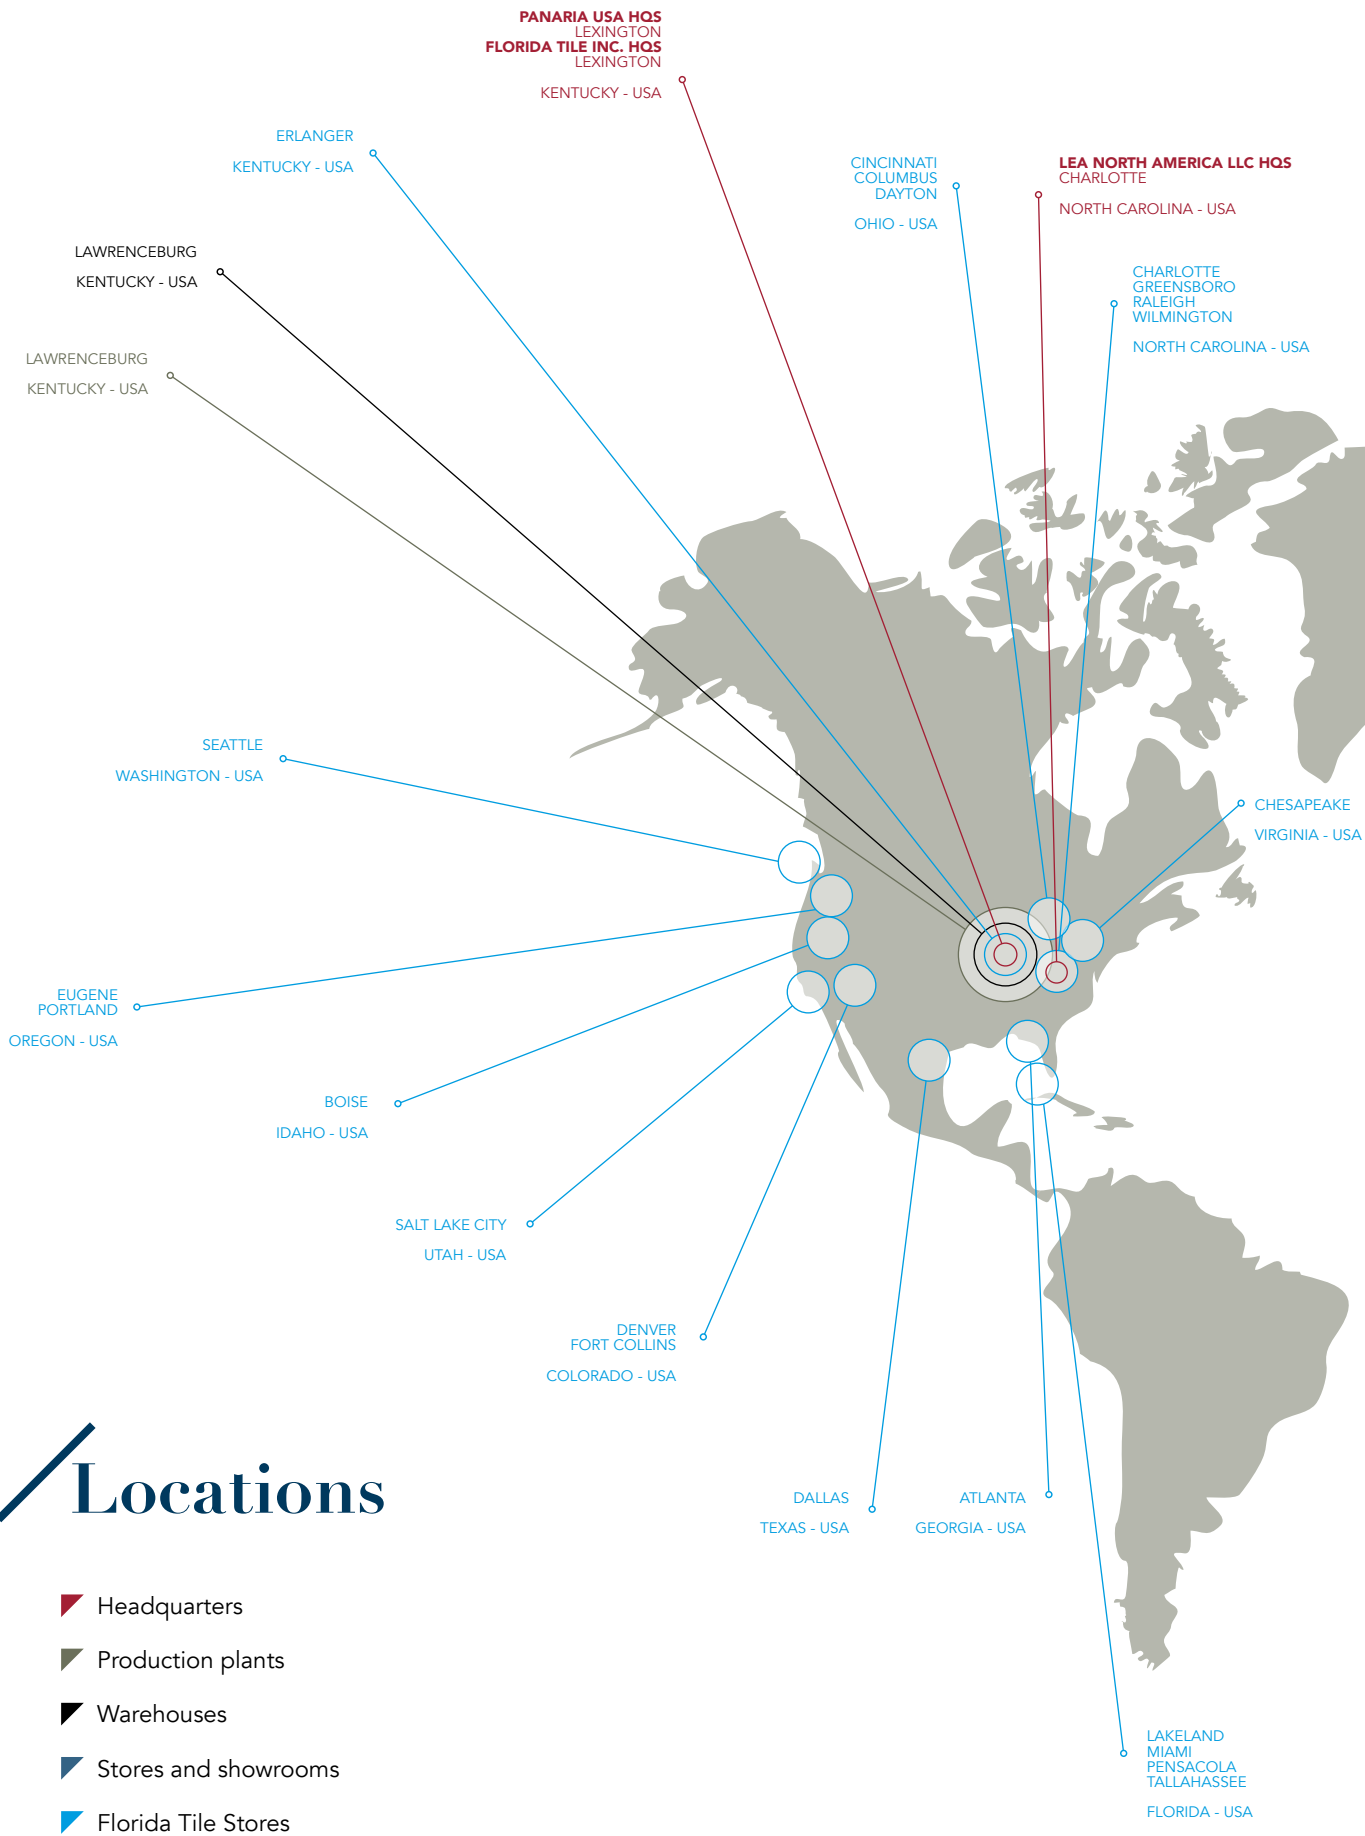 PANARIA USA HQS
LEXINGTON
FLORIDA TILE INC. HQS
LEXINGTON
KENTUCKY - USA
ERLANGER
KENTUCKY - USA
CINCINNATI
COLUMBUS
DAYTON
OHIO - USA
LEA NORTH AMERICA LLC HQS
CHARLOTTE
NORTH CAROLINA - USA
LAWRENCEBURG
KENTUCKY - USA
CHARLOTTE
GREENSBORO
RALEIGH
WILMINGTON
NORTH CAROLINA - USA
LAWRENCEBURG
KENTUCKY - USA
SEATTLE
WASHINGTON - USA
CHESAPEAKE
VIRGINIA - USA
EUGENE
PORTLAND
OREGON - USA
BOISE
IDAHO - USA
SALT LAKE CITY
UTAH - USA
DENVER
FORT COLLINS
COLORADO - USA
DALLAS
TEXAS - USA
ATLANTA
GEORGIA - USA
LAKELAND
MIAMI
PENSACOLA
TALLAHASSEE
FLORIDA - USA
Locations
Headquarters
Production plants
Warehouses
Stores and showrooms
Florida Tile Stores